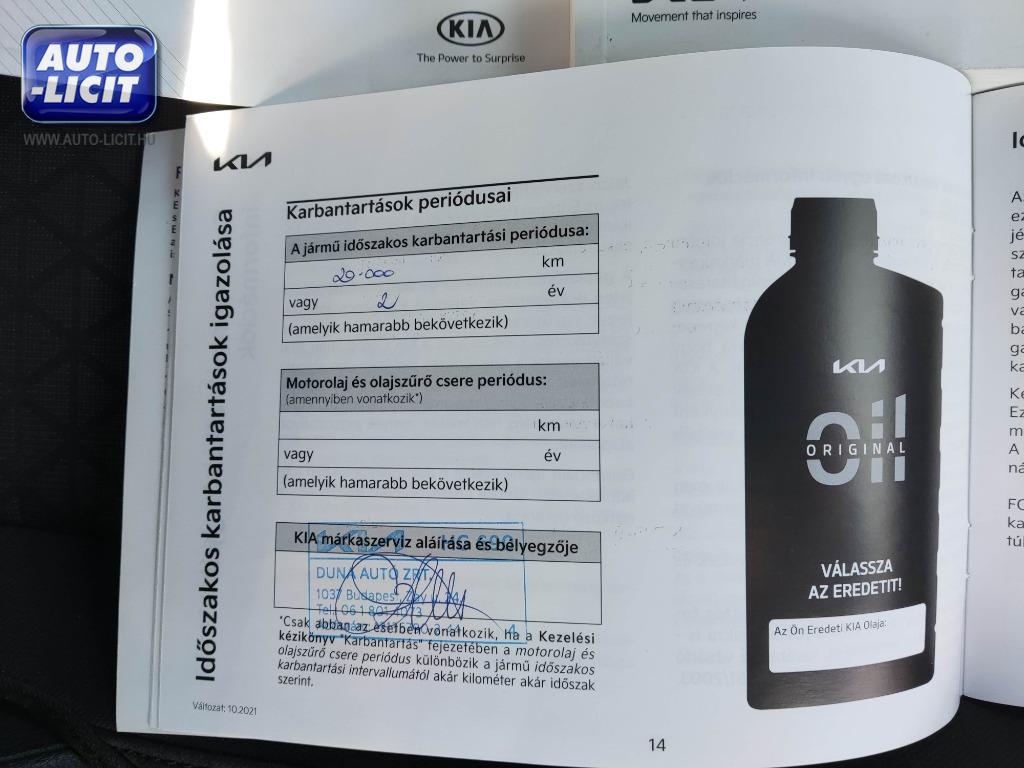 AUTO
-LICIT
WWW.AUTO-LICIT.HU
KIA
The Power to Surprise
Movement that inspires
KIA
Időszakos karbantartások igazolása
Karbantartások periódusai
A jármű időszakos karbantartási periódusa:
20.000 km
vagy 2 év
(amelyik hamarabb bekövetkezik)
Motorolaj és olajszűrő csere periódus:
(amennyiben vonatkozik*)
km
vagy év
(amelyik hamarabb bekövetkezik)
KIA márkaszerviz aláírása és bélyegzője
KIA
DUNA AUTO ZRT.
1037 Budapest,
*Csak abban az esetben vonatkozik, ha a Kezelési
kézikönyv "Karbantartás" fejezetében a motorolaj és
olajszűrő csere periódus különbözik a jármű időszakos
karbantartási intervallumától akár kilométer akár időszak
szerint.
Változat: 10.2021
14
KIA
Oil
ORIGINAL
VÁLASSZA
AZ EREDETIT!
Az Ön Eredeti KIA Olaja: